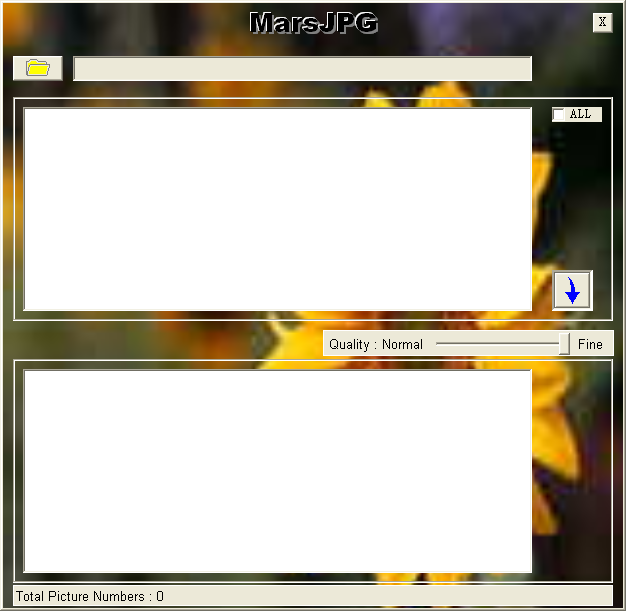 MarsJPG
X
ALL
Quality : Normal Fine
Total Picture Numbers : 0